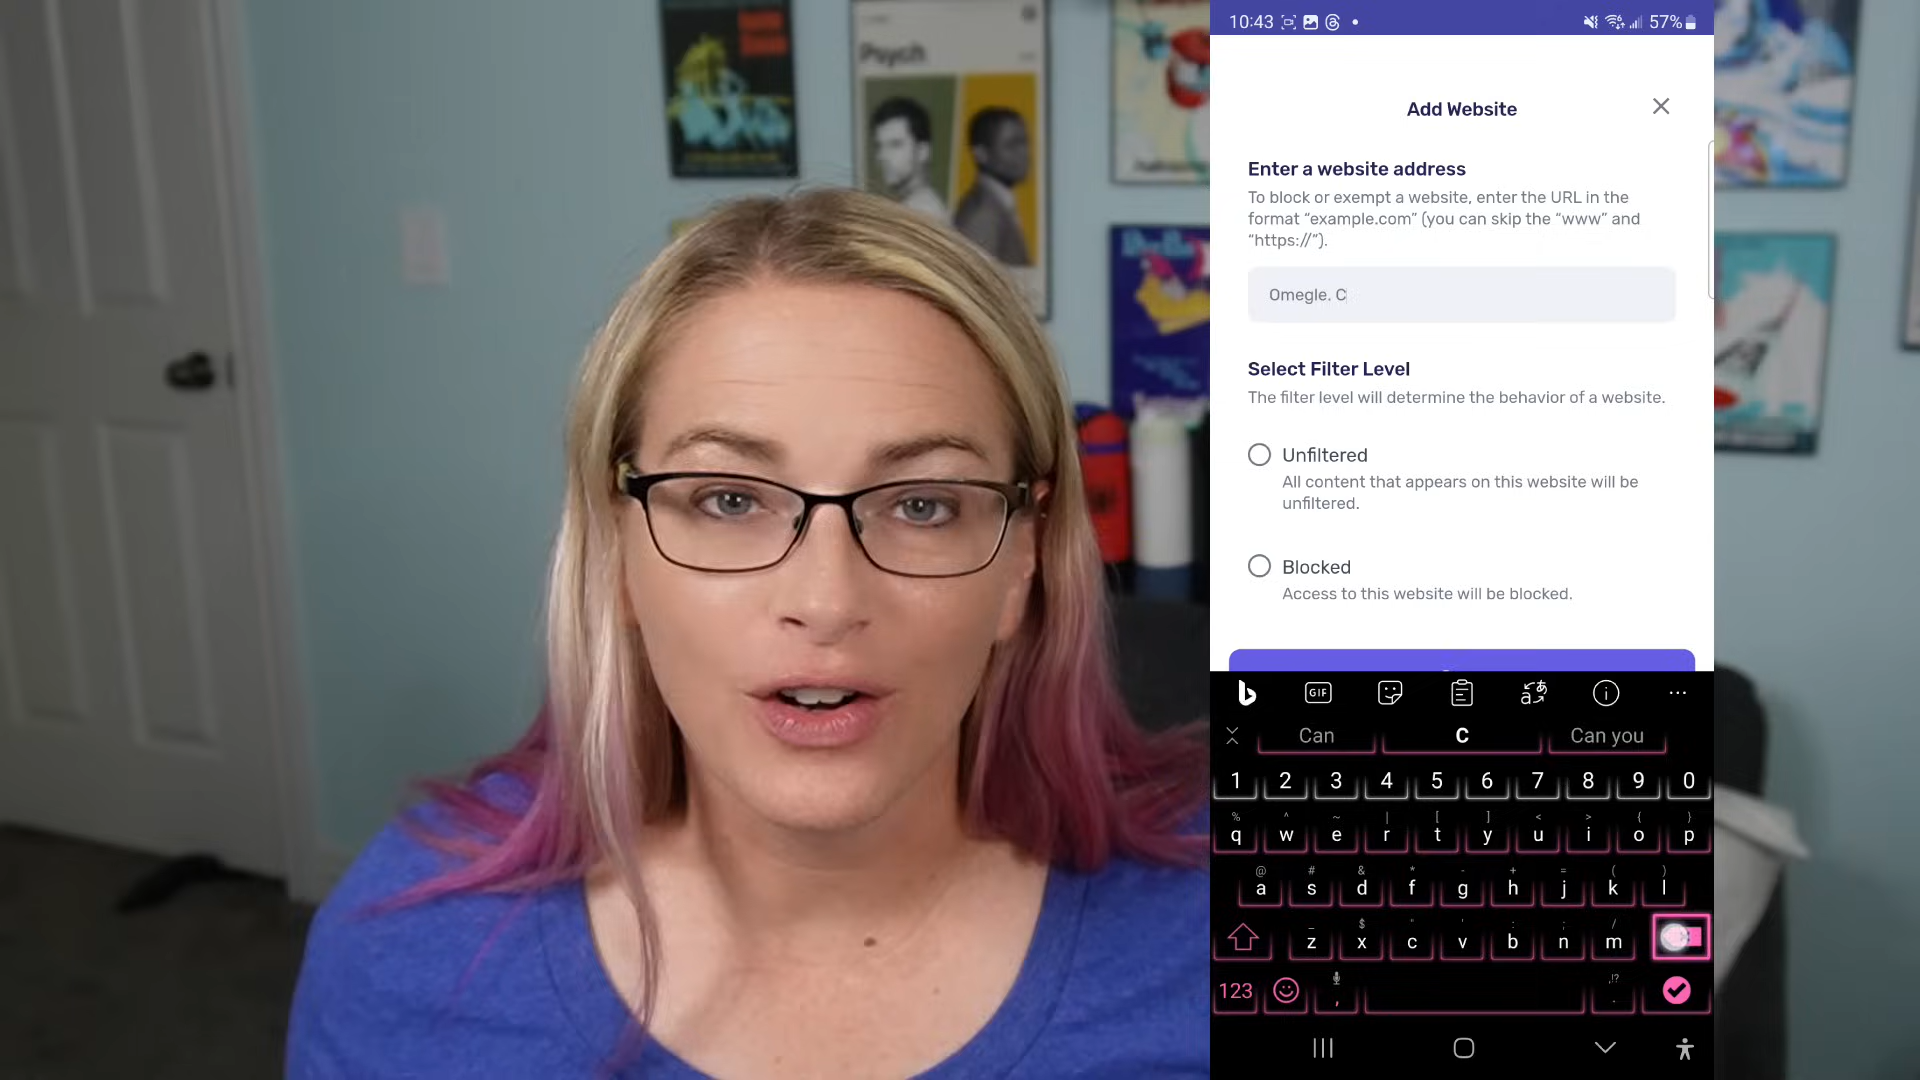 Psych
10:43
57%
Add Website
Enter a website address
To block or exempt a website, enter the URL in the
format “example.com” (you can skip the “www” and
“https://”).
Omegle. C
Select Filter Level
The filter level will determine the behavior of a website.
Unfiltered
All content that appears on this website will be
unfiltered.
Blocked
Access to this website will be blocked.
GIF
Can C Can you
1 2 3 4 5 6 7 8 9 0
% ^ ~ | [ ] < > { }
q w e r t y u i o p
@ # & * - + = ( )
a s d f g h j k l
_ $ " ' : ; /
z x c v b n m
,!?
123 , .